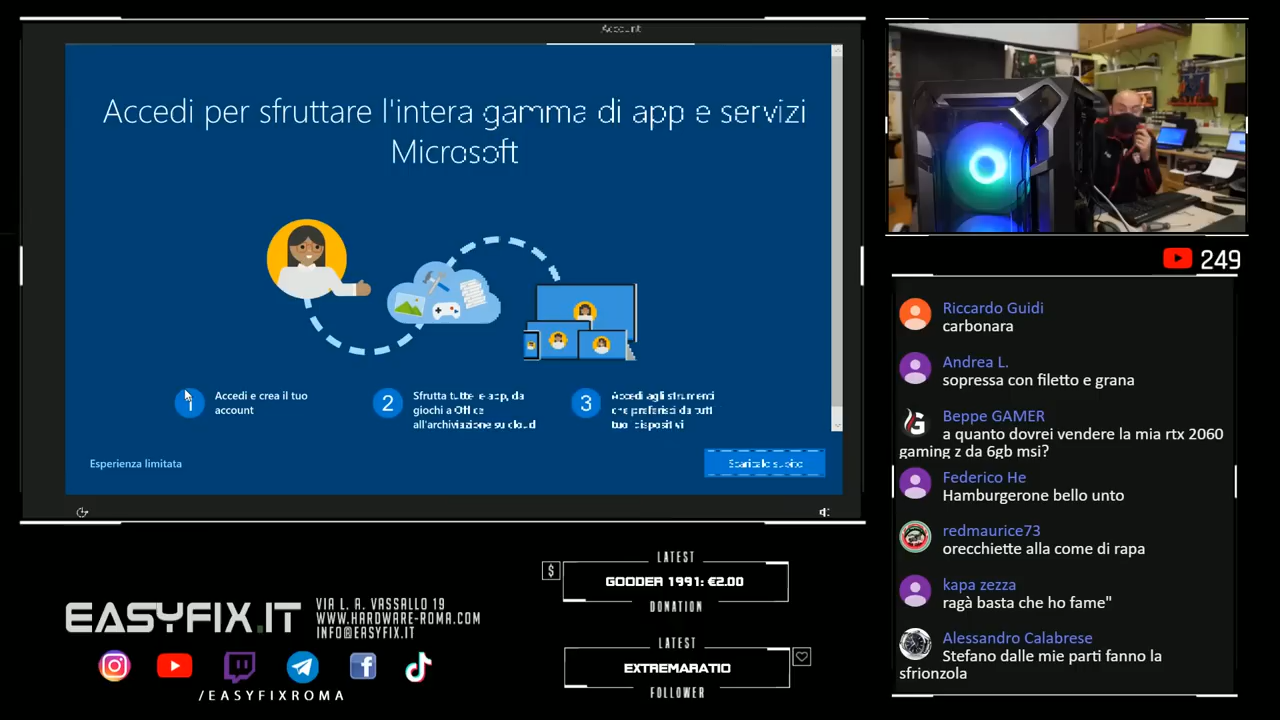 Account
Accedi per sfruttare l'intera gamma di app e servizi
Microsoft
1
Accedi e crea il tuo
account
2
Sfrutta tutte le app, da
giochi a Office
all'archiviazione su cloud
3
Accedi agli strumenti
che preferisci da tutti
i tuoi dispositivi
Esperienza limitata
249
Riccardo Guidi
carbonara
Andrea L.
sopressa con filetto e grana
Beppe GAMER
a quanto dovrei vendere la mia rtx 2060
gaming z da 6gb msi?
Federico He
Hamburgerone bello unto
redmaurice73
orecchiette alla come di rapa
kapa zezza
ragà basta che ho fame"
Alessandro Calabrese
Stefano dalle mie parti fanno la
sfrionzola
EASYFIX.IT
VIA L. A. VASSALLO 19
WWW.HARDWARE-ROMA.COM
INFO@EASYFIX.IT
/EASYFIXROMA
LATEST
$
GOODER 1991: €2.00
DONATION
LATEST
EXTREMARATIO
FOLLOWER